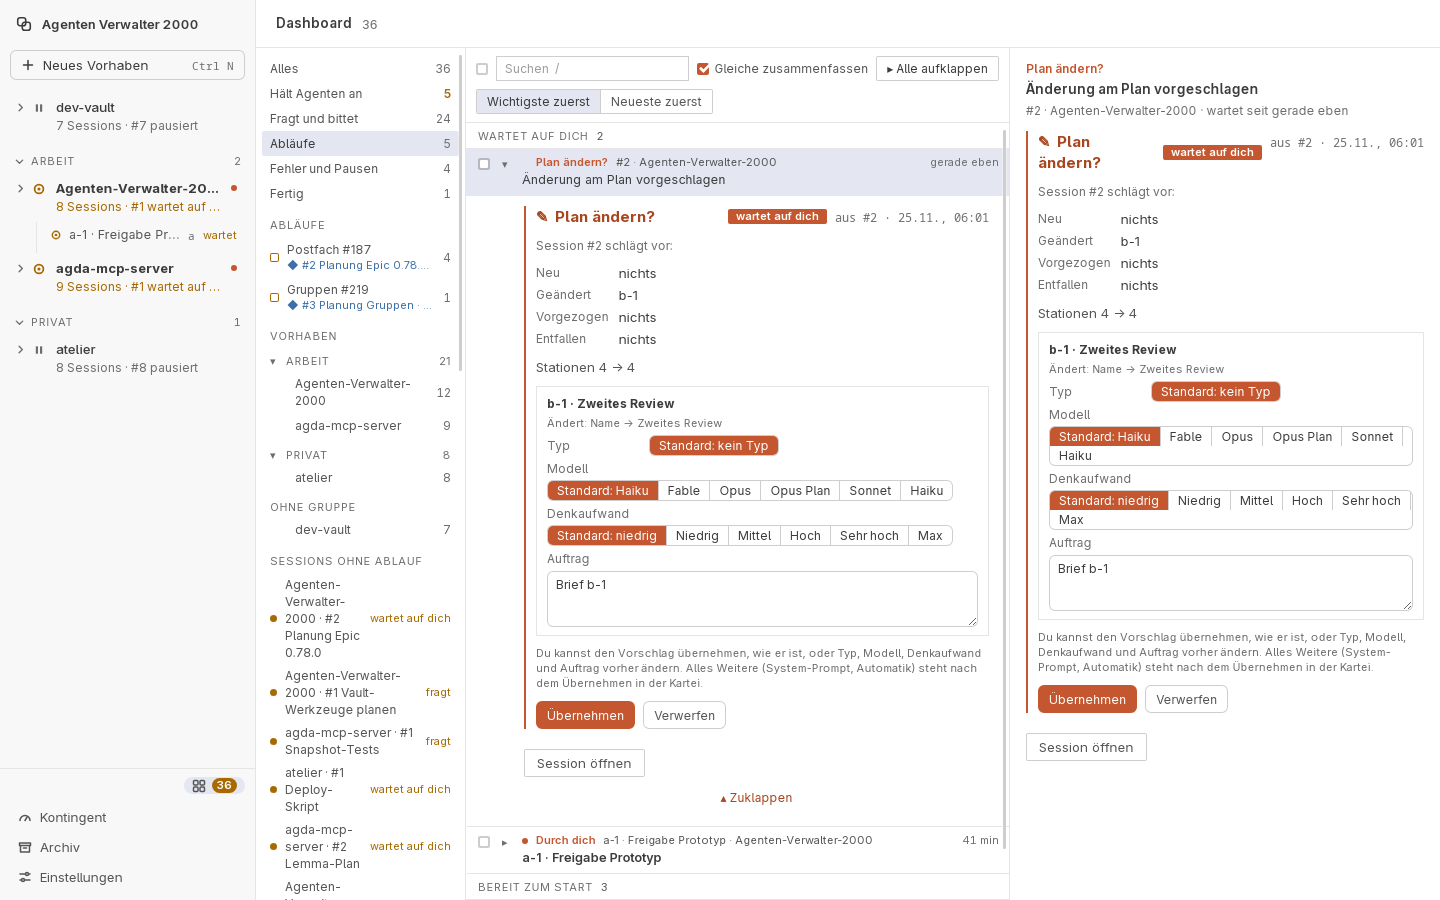 Agenten Verwalter 2000
Neues Vorhaben Ctrl N
dev-vault
7 Sessions · #7 pausiert
ARBEIT 2
Agenten-Verwalter-20…
8 Sessions · #1 wartet auf …
a-1 · Freigabe Pr… a wartet
agda-mcp-server
9 Sessions · #1 wartet auf …
PRIVAT 1
atelier
8 Sessions · #8 pausiert
36
Kontingent
Archiv
Einstellungen
Dashboard 36
Alles 36
Hält Agenten an 5
Fragt und bittet 24
Abläufe 5
Fehler und Pausen 4
Fertig 1
ABLÄUFE
Postfach #187
◆ #2 Planung Epic 0.78.… 4
Gruppen #219
◆ #3 Planung Gruppen · … 1
VORHABEN
▾ ARBEIT 21
Agenten-Verwalter-
2000 12
agda-mcp-server 9
▾ PRIVAT 8
atelier 8
OHNE GRUPPE
dev-vault 7
SESSIONS OHNE ABLAUF
Agenten-
Verwalter-
2000 · #2 wartet auf dich
Planung Epic
0.78.0
Agenten-Verwalter-
2000 · #1 Vault- fragt
Werkzeuge planen
agda-mcp-server · #1 fragt
Snapshot-Tests
atelier · #1
Deploy- wartet auf dich
Skript
agda-mcp-
server · #2 wartet auf dich
Lemma-Plan
Agenten-
Suchen /
Gleiche zusammenfassen
▸ Alle aufklappen
Wichtigste zuerst Neueste zuerst
WARTET AUF DICH 2
▾ Plan ändern? #2 · Agenten-Verwalter-2000 gerade eben
Änderung am Plan vorgeschlagen
✎ Plan ändern? wartet auf dich aus #2 · 25.11., 06:01
Session #2 schlägt vor:
Neu nichts
Geändert b-1
Vorgezogen nichts
Entfallen nichts
Stationen 4 → 4
b-1 · Zweites Review
Ändert: Name → Zweites Review
Typ Standard: kein Typ
Modell
Standard: Haiku Fable Opus Opus Plan Sonnet Haiku
Denkaufwand
Standard: niedrig Niedrig Mittel Hoch Sehr hoch Max
Auftrag
Brief b-1
Du kannst den Vorschlag übernehmen, wie er ist, oder Typ, Modell, Denkaufwand
und Auftrag vorher ändern. Alles Weitere (System-Prompt, Automatik) steht nach
dem Übernehmen in der Kartei.
Übernehmen Verwerfen
Session öffnen
▴ Zuklappen
▸ Durch dich a-1 · Freigabe Prototyp · Agenten-Verwalter-2000 41 min
a-1 · Freigabe Prototyp
BEREIT ZUM START 3
Plan ändern?
Änderung am Plan vorgeschlagen
#2 · Agenten-Verwalter-2000 · wartet seit gerade eben
✎ Plan
ändern? wartet auf dich aus #2 · 25.11., 06:01
Session #2 schlägt vor:
Neu nichts
Geändert b-1
Vorgezogen nichts
Entfallen nichts
Stationen 4 → 4
b-1 · Zweites Review
Ändert: Name → Zweites Review
Typ Standard: kein Typ
Modell
Standard: Haiku Fable Opus Opus Plan Sonnet
Haiku
Denkaufwand
Standard: niedrig Niedrig Mittel Hoch Sehr hoch
Max
Auftrag
Brief b-1
Du kannst den Vorschlag übernehmen, wie er ist, oder Typ, Modell,
Denkaufwand und Auftrag vorher ändern. Alles Weitere (System-
Prompt, Automatik) steht nach dem Übernehmen in der Kartei.
Übernehmen Verwerfen
Session öffnen